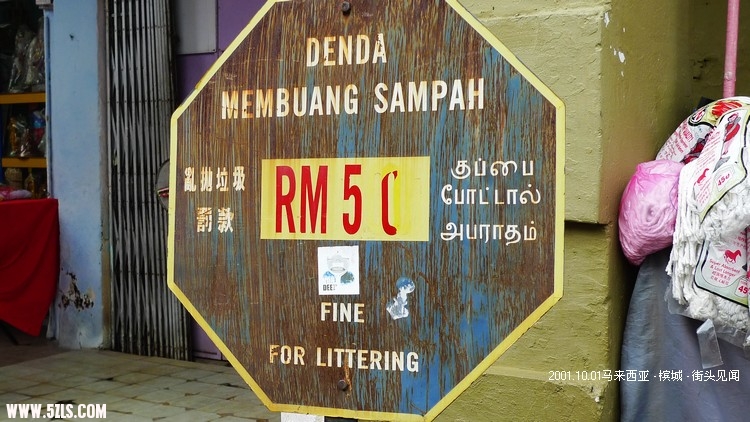 DENDA
MEMBUANG SAMPAH
亂拋垃圾
罰款
RM 50
குப்பை
போட்டால்
அபராதம்
FINE
FOR LITTERING
2001.10.01马来西亚 · 槟城 · 街头见闻
WWW.5ZLS.COM